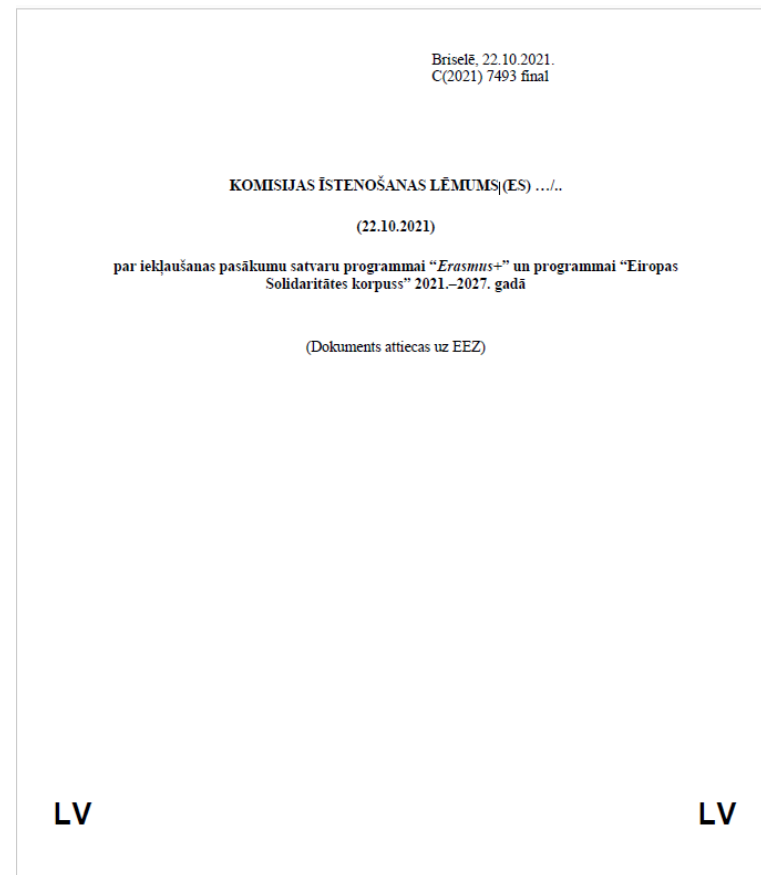 Briselē, 22.10.2021.
C(2021) 7493 final
KOMISIJAS ĪSTENOŠANAS LĒMUMS (ES) …/..
(22.10.2021)
par iekļaušanas pasākumu satvaru programmai “Erasmus+” un programmai “Eiropas
Solidaritātes korpuss” 2021.–2027. gadā
(Dokuments attiecas uz EEZ)
LV LV